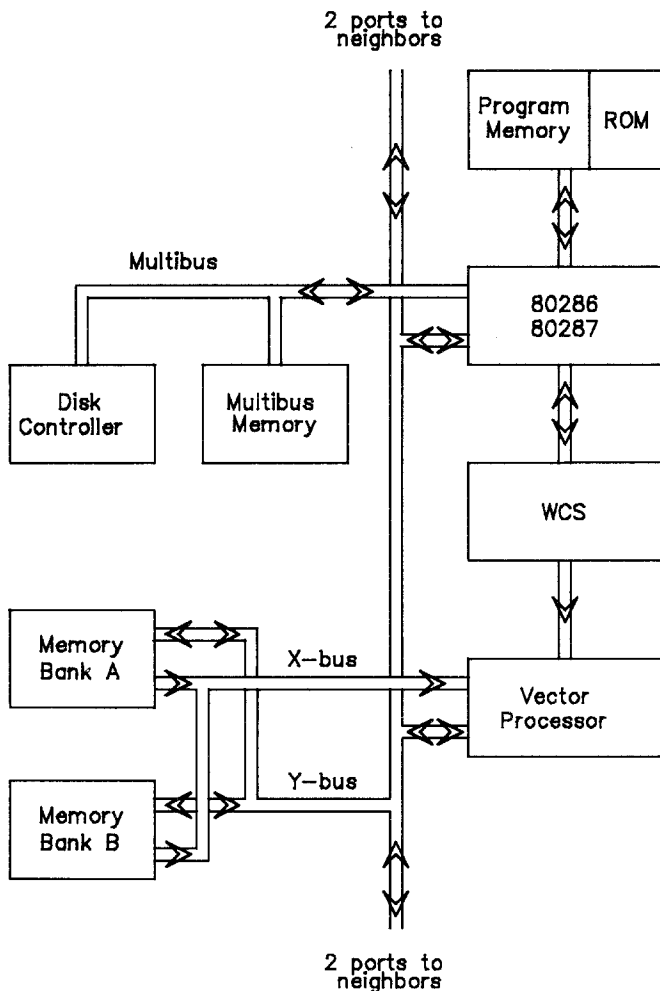 2 ports to
neighbors
Program
Memory
ROM
Multibus
80286
80287
Disk
Controller
Multibus
Memory
WCS
Memory
Bank A
X-bus
Vector
Processor
Y-bus
Memory
Bank B
2 ports to
neighbors